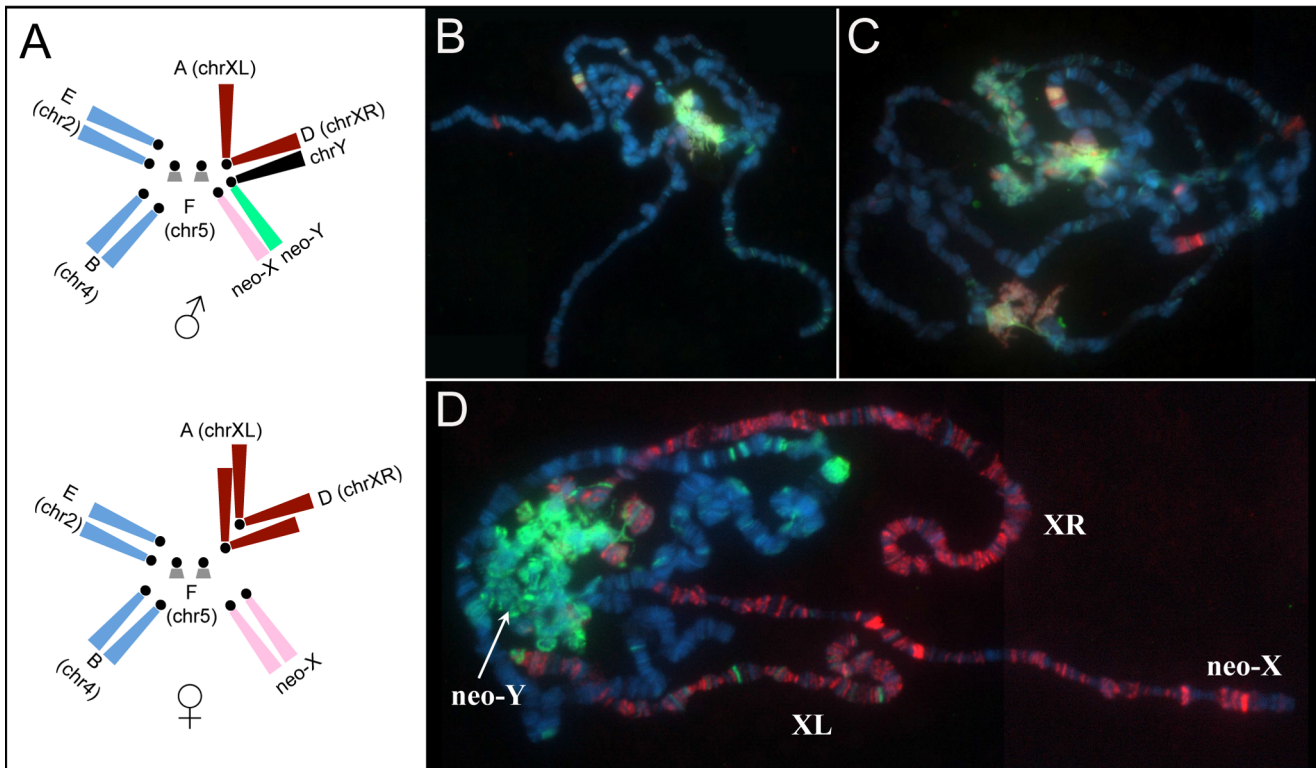 A
A (chrXL)
E
(chr2)
D (chrXR)
chrY
F
(chr5)
B
(chr4)
neo-X neo-Y
♂
A (chrXL)
E
(chr2)
D (chrXR)
F
(chr5)
B
(chr4)
neo-X
♀
B
C
D
XR
neo-X
neo-Y
XL